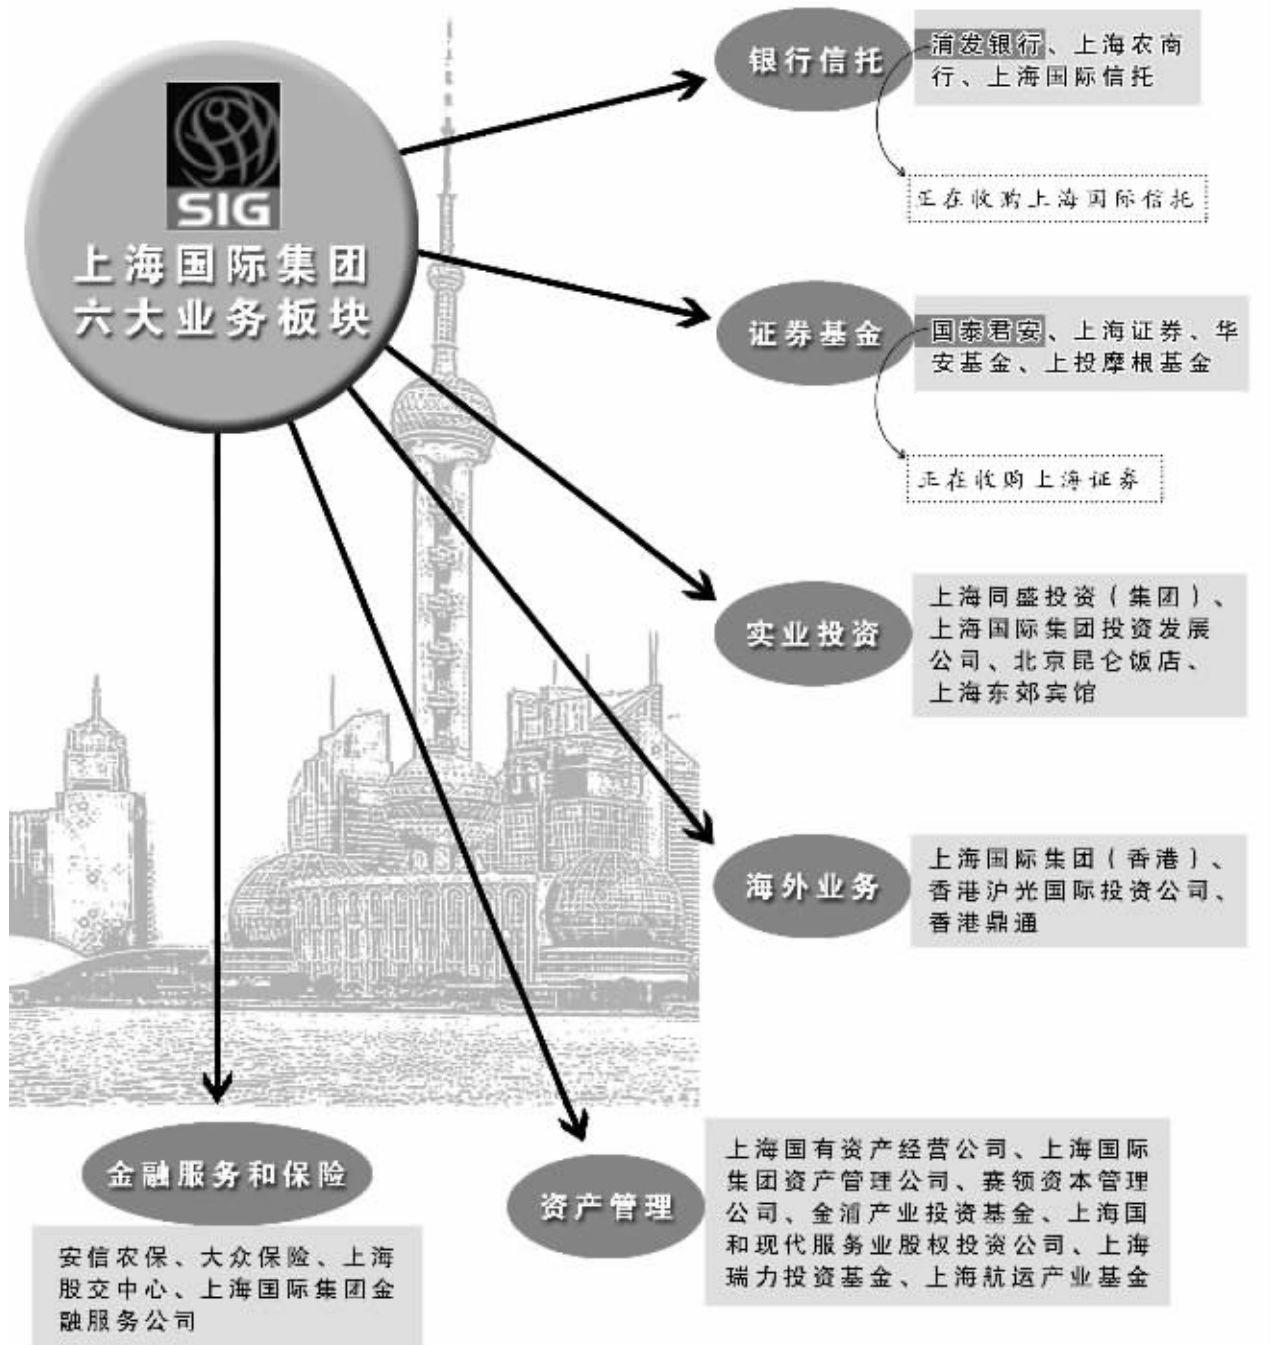 SIG
上海国际集团
六大业务板块
银行信托
浦发银行、上海农商
行、上海国际信托
正在收购上海国际信托
证券基金
国泰君安、上海证券、华
安基金、上投摩根基金
正在收购上海证券
实业投资
上海同盛投资（集团）、
上海国际集团投资发展
公司、北京昆仑饭店、
上海东郊宾馆
海外业务
上海国际集团（香港）、
香港沪光国际投资公司、
香港鼎通
金融服务和保险
安信农保、大众保险、上海
股交中心、上海国际集团金
融服务公司
资产管理
上海国有资产经营公司、上海国际
集团资产管理公司、赛领资本管理
公司、金浦产业投资基金、上海国
和现代服务业股权投资公司、上海
瑞力投资基金、上海航运产业基金